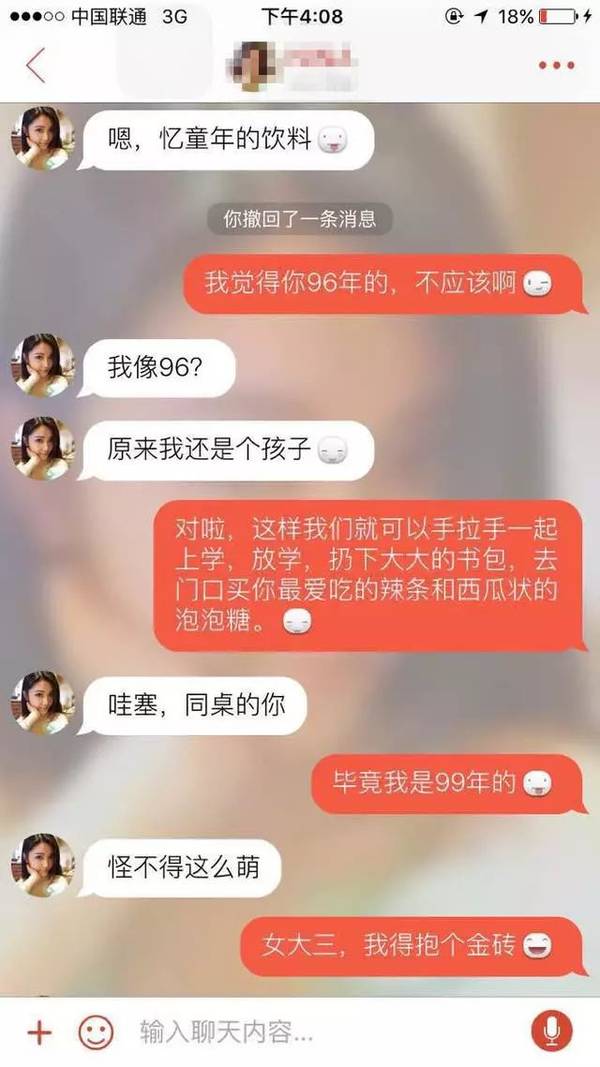 中国联通 3G 下午4:08 18%
嗯，忆童年的饮料
你撤回了一条消息
我觉得你96年的，不应该啊
我像96？
原来我还是个孩子
对啦，这样我们就可以手拉手一起
上学，放学，扔下大大的书包，去
门口买你最爱吃的辣条和西瓜状的
泡泡糖。
哇塞，同桌的你
毕竟我是99年的
怪不得这么萌
女大三，我得抱个金砖
输入聊天内容...